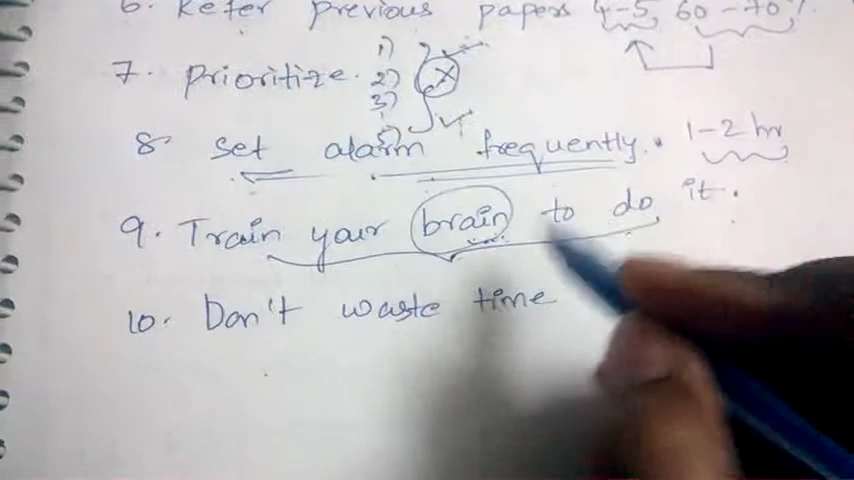 6. Refer previous papers 4-5 60-70%
7. Prioritize. 1) 2) 3)
8. set alarm frequently. 1-2 hr
9. Train your brain to do it.
10. Don't waste time